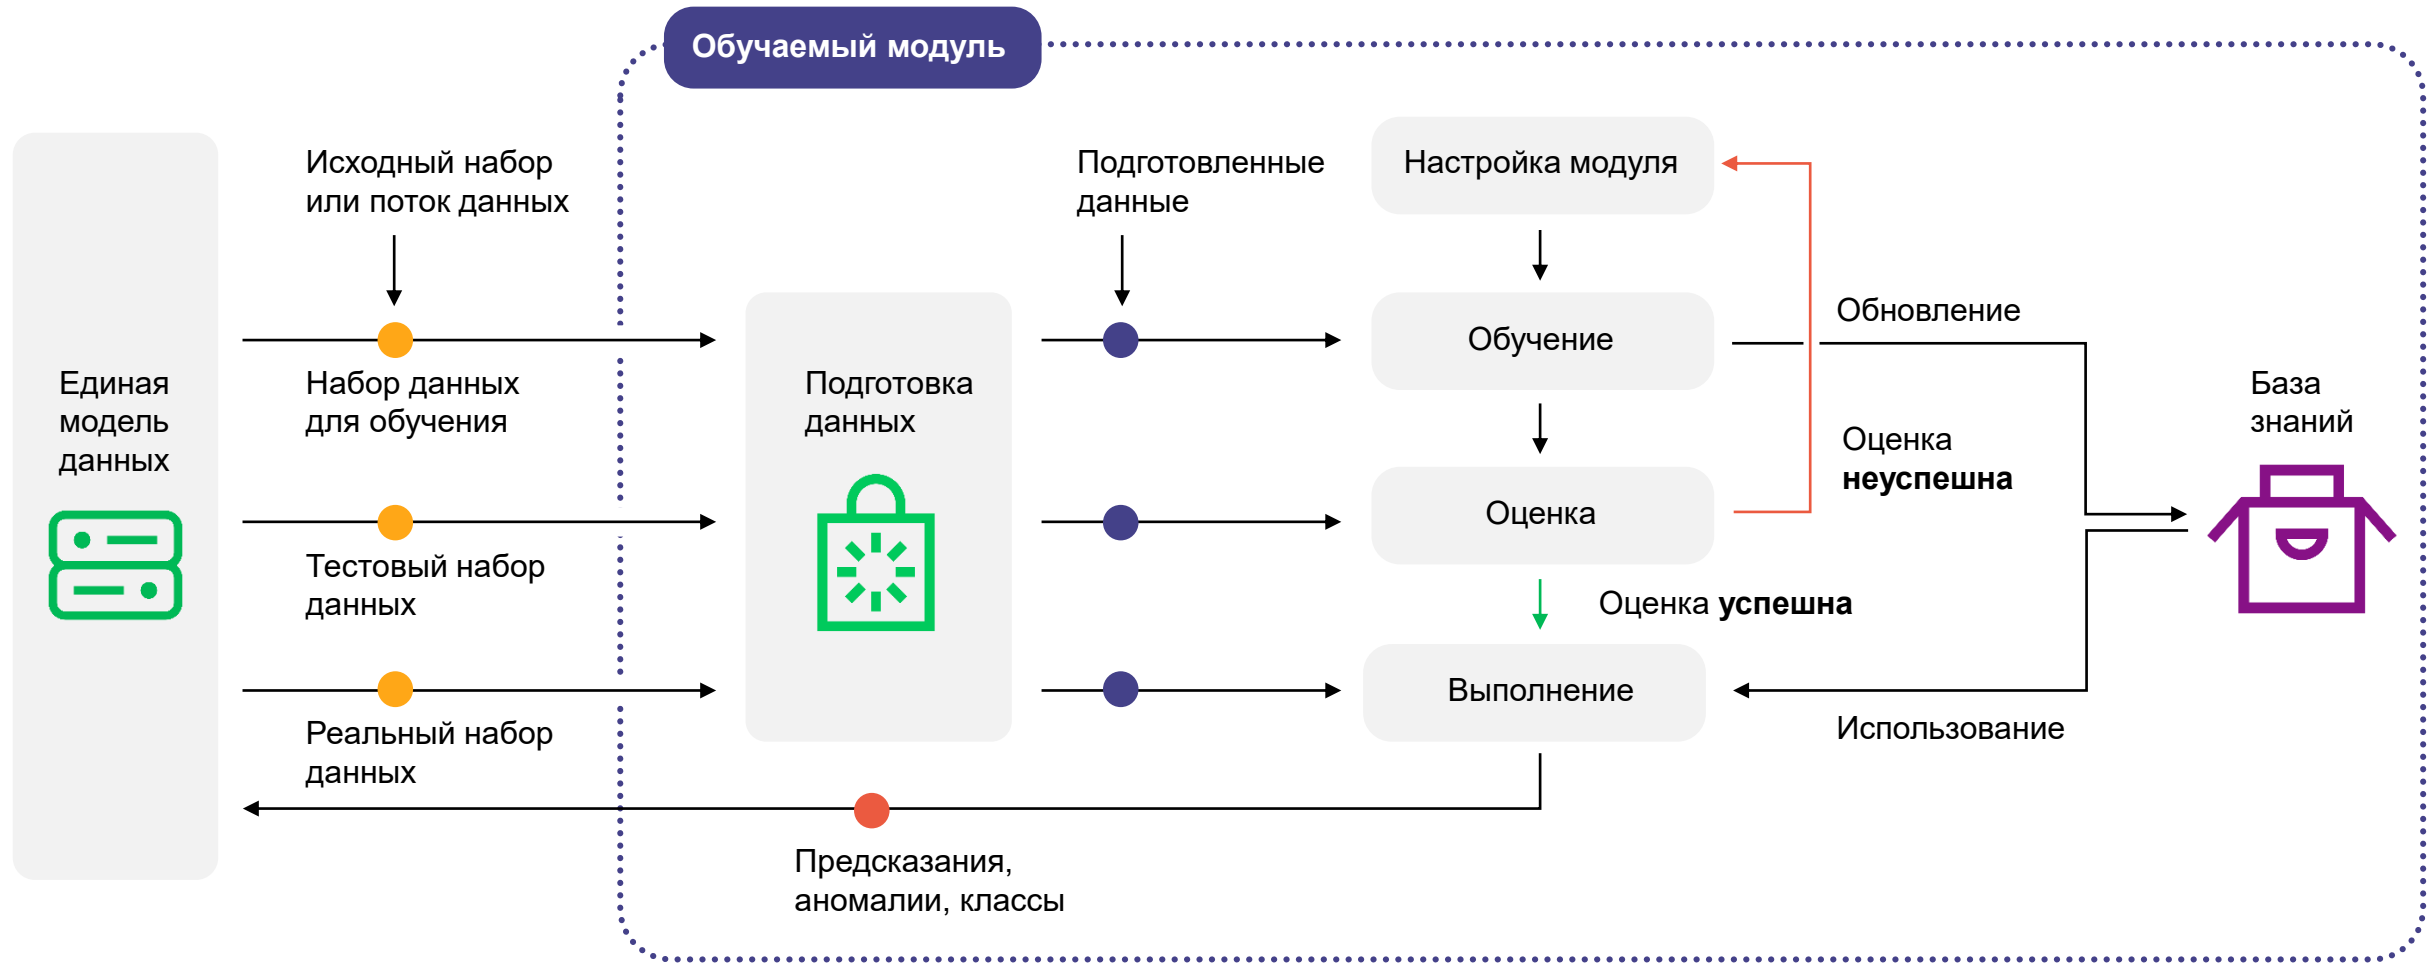 Обучаемый модуль
Исходный набор
или поток данных
Подготовленные
данные
Настройка модуля
Обновление
Обучение
Единая
модель
данных
Набор данных
для обучения
Подготовка
данных
База
знаний
Оценка
неуспешна
Оценка
Тестовый набор
данных
Оценка успешна
Выполнение
Реальный набор
данных
Использование
Предсказания,
аномалии, классы